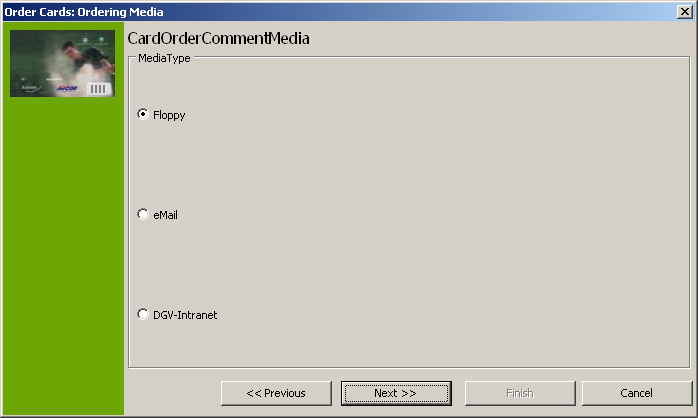 Order Cards: Ordering Media
CardOrderCommentMedia
MediaType
Floppy
eMail
DGV-Intranet
<< Previous
Next >>
Finish
Cancel